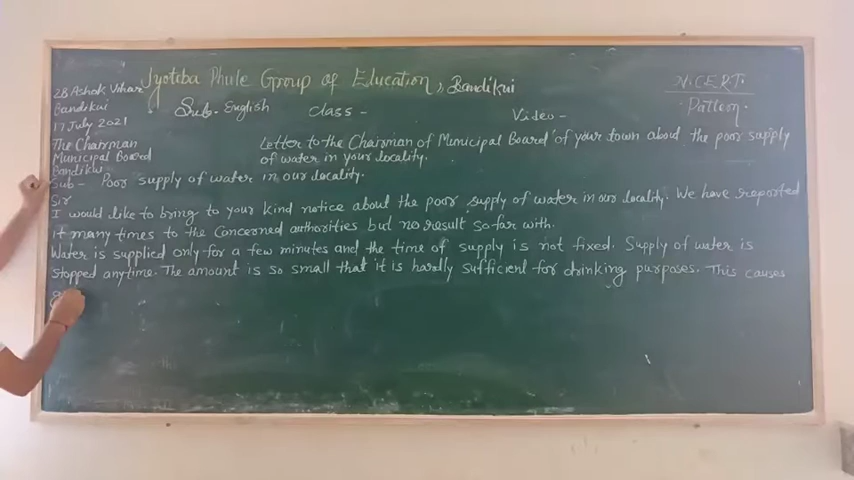 Jyoteba Phule Group of Education, Bandikui
N.C.E.R.T.
Pattern.
Sub- English Class - Video -
28 Ashok Vihar
Bandikui
17 July 2021
The Chairman
Municipal Board
Bandikui
Letter to the Chairman of Municipal Board of your town about the poor supply
of water in your locality.
Sub - Poor supply of water in our locality.
Sir
I would like to bring to your kind notice about the poor supply of water in our locality. We have reported
it many times to the concerned authorities but no result so far with.
Water is supplied only for a few minutes and the time of supply is not fixed. Supply of water is
stopped anytime. The amount is so small that it is hardly sufficient for drinking purposes. This causes